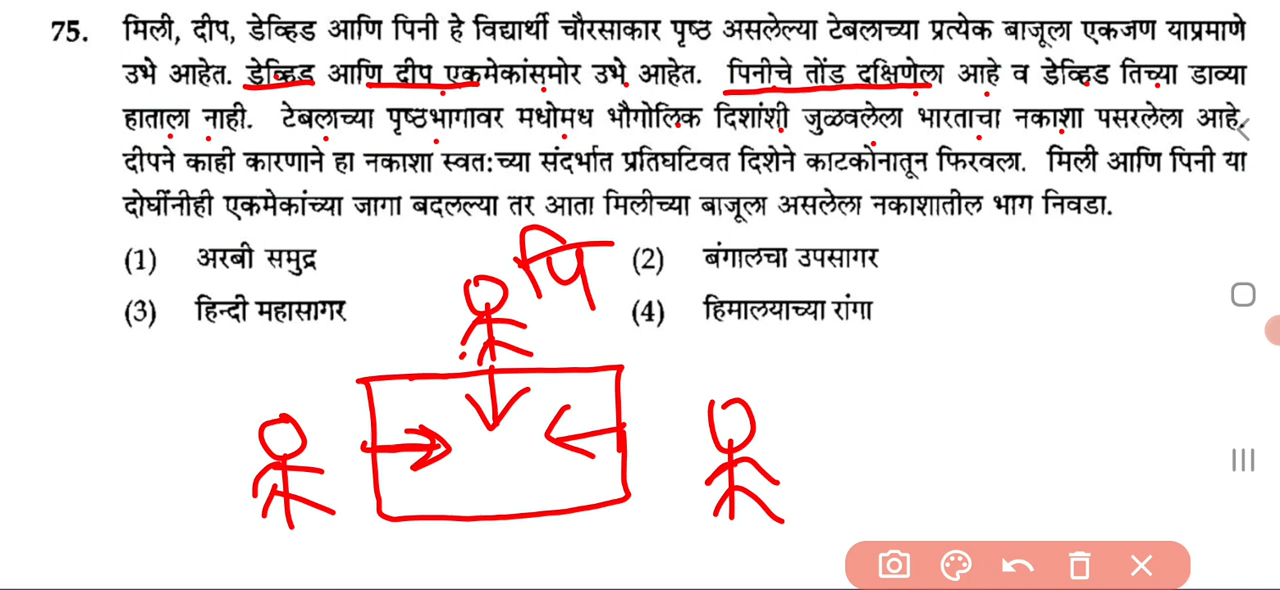 75. मिली, दीप, डेव्हिड आणि पिनी हे विद्यार्थी चौरसाकार पृष्ठ असलेल्या टेबलाच्या प्रत्येक बाजूला एकजण याप्रमाणे
उभे आहेत. डेव्हिड आणि दीप एकमेकांसमोर उभे आहेत. पिनीचे तोंड दक्षिणेला आहे व डेव्हिड तिच्या डाव्या
हाताला नाही. टेबलाच्या पृष्ठभागावर मधोमध भौगोलिक दिशांशी जुळवलेला भारताचा नकाशा पसरलेला आहे.
दीपने काही कारणाने हा नकाशा स्वत:च्या संदर्भात प्रतिघटिवत दिशेने काटकोनातून फिरवला. मिली आणि पिनी या
दोघींनीही एकमेकांच्या जागा बदलल्या तर आता मिलीच्या बाजूला असलेला नकाशातील भाग निवडा.
(1) अरबी समुद्र (2) बंगालचा उपसागर
(3) हिन्दी महासागर (4) हिमालयाच्या रांगा
पि